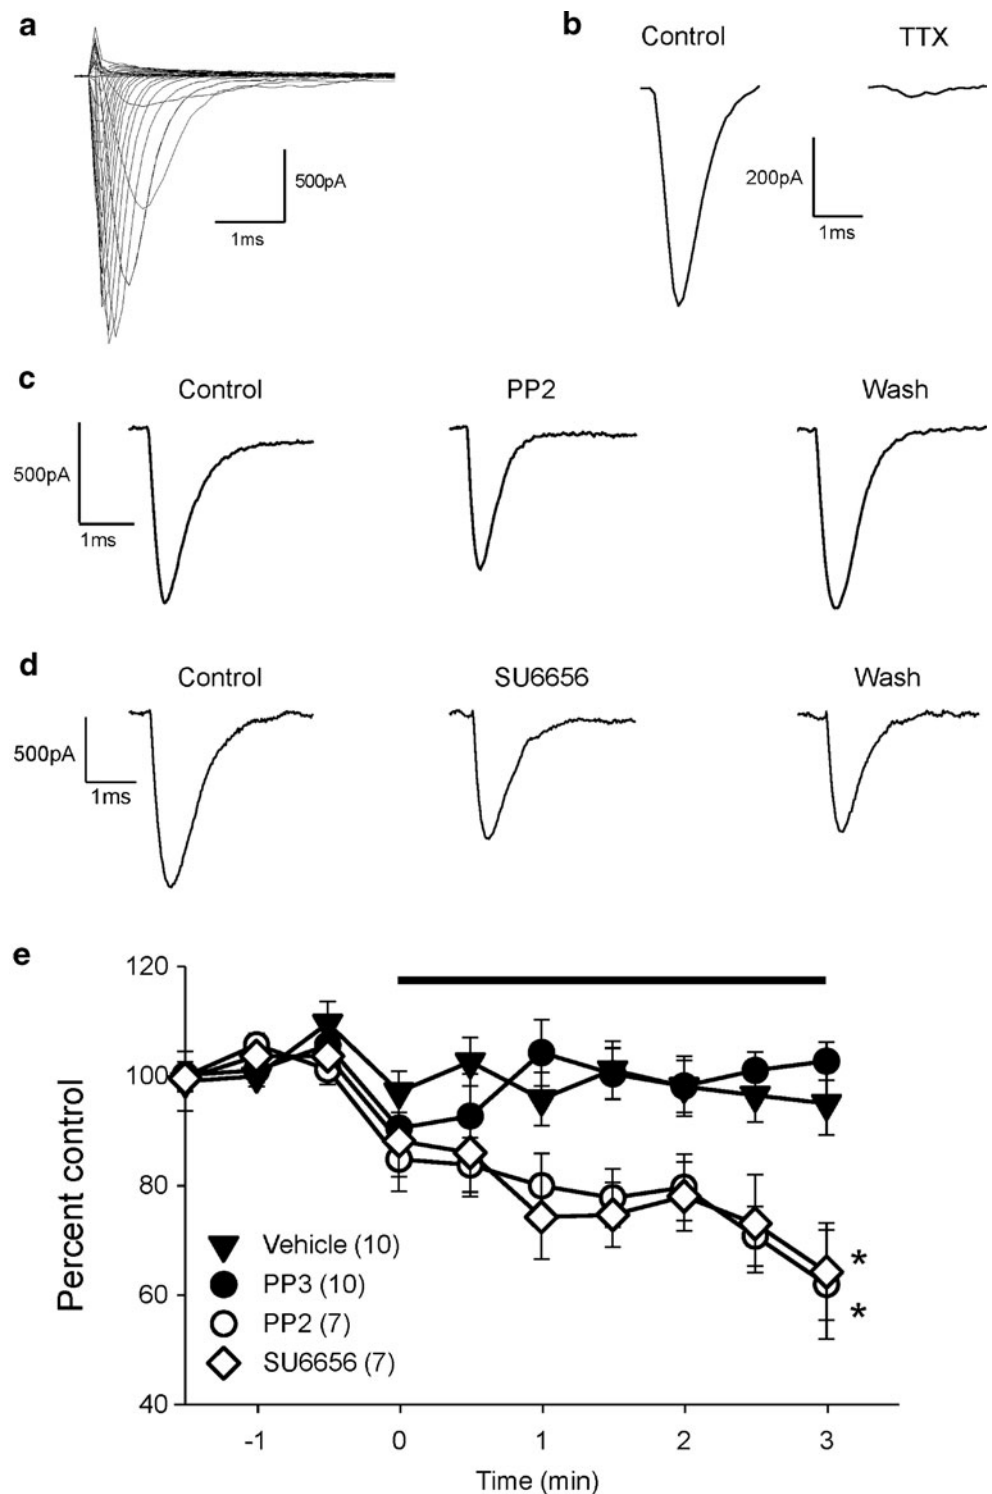 a
500pA
1ms
b
Control
TTX
200pA
1ms
c
Control
PP2
Wash
500pA
1ms
d
Control
SU6656
Wash
500pA
1ms
e
120
100
80
60
40
Percent control
Vehicle (10)
PP3 (10)
PP2 (7)
SU6656 (7)
*
*
-1
0
1
2
3
Time (min)